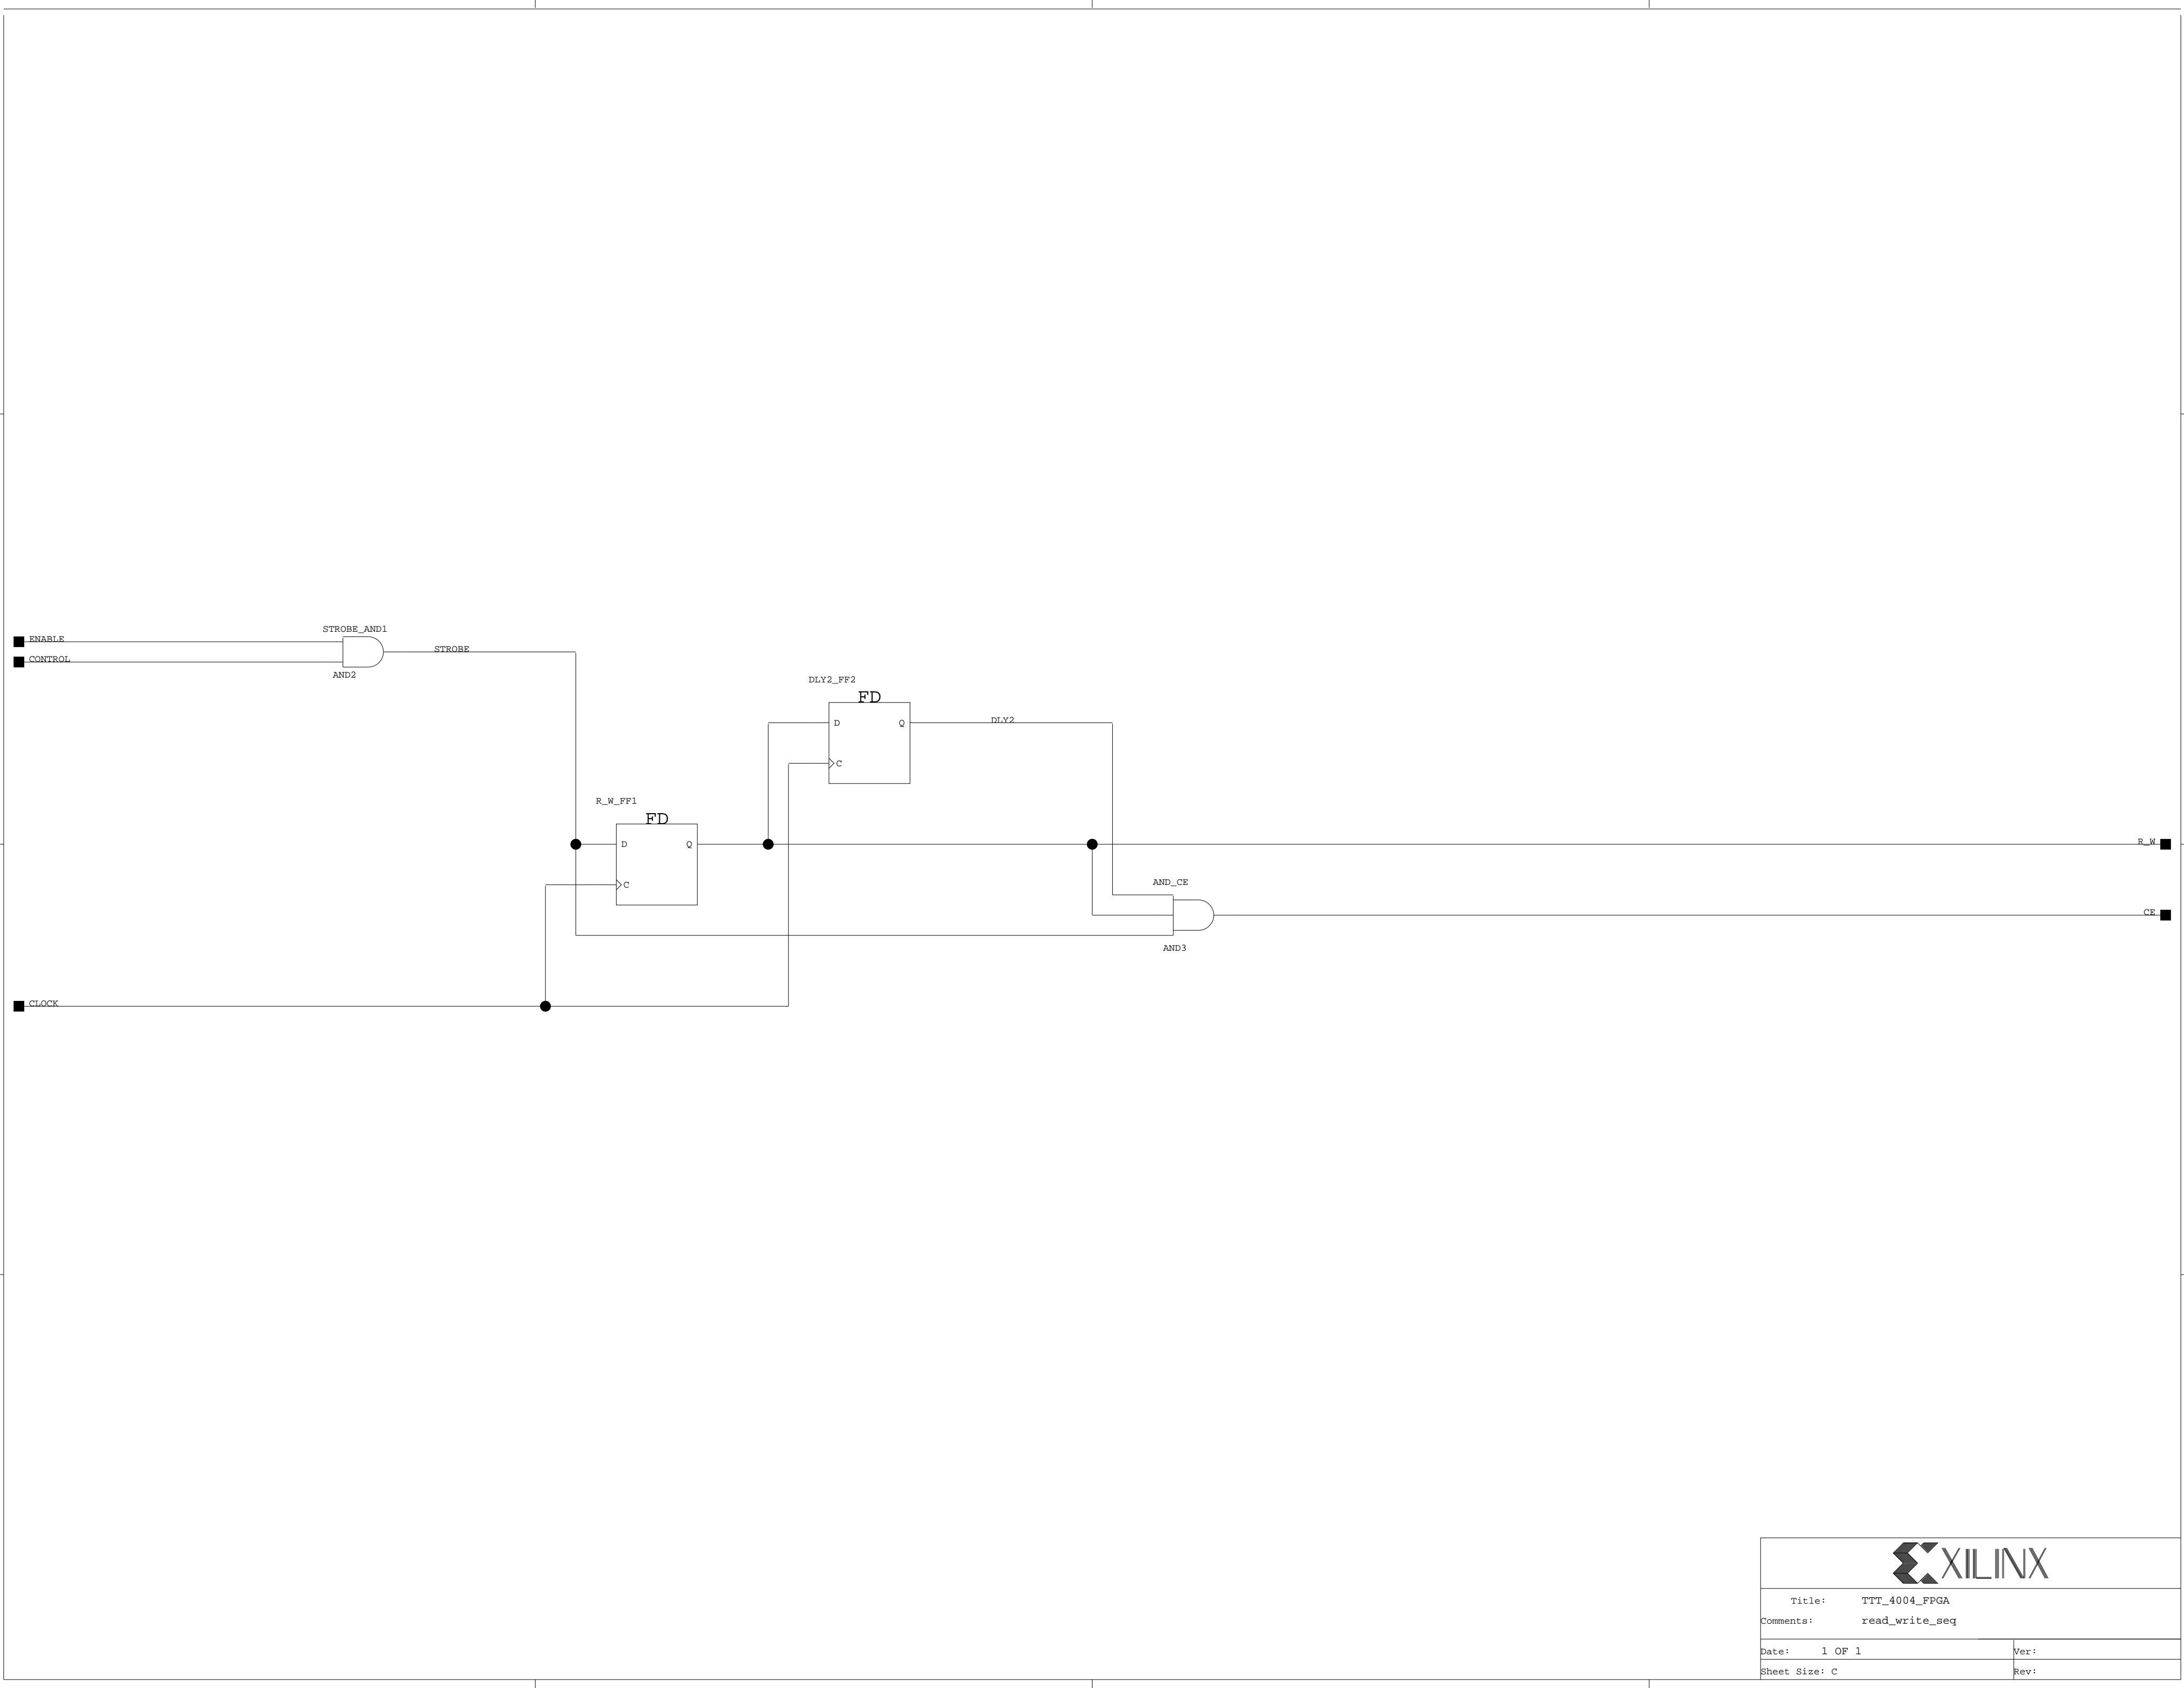 STROBE_AND1
ENABLE
CONTROL
STROBE
AND2
DLY2_FF2
FD
D Q
DLY2
C
R_W_FF1
FD
D Q
R_W
C
AND_CE
CE
AND3
CLOCK
XILINX
Title: TTT_4004_FPGA
Comments: read_write_seq
Date: 1 OF 1 Ver:
Sheet Size: C Rev: